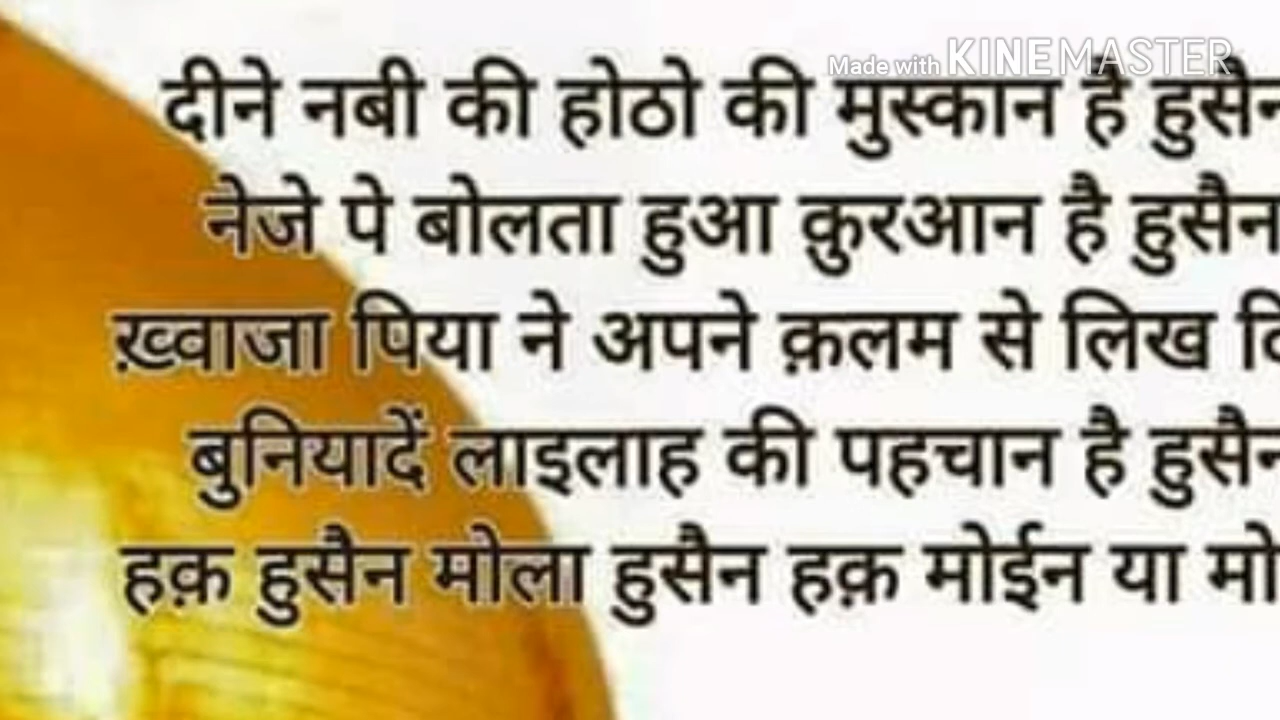 Made with KINEMASTER
दीने नबी की होठो की मुस्कान है हुसैन
नेजे पे बोलता हुआ क़ुरआन है हुसैन
ख़्वाजा पिया ने अपने क़लम से लिख
बुनियादें लाइलाह की पहचान है हुसैन
हक़ हुसैन मोला हुसैन हक़ मोईन या